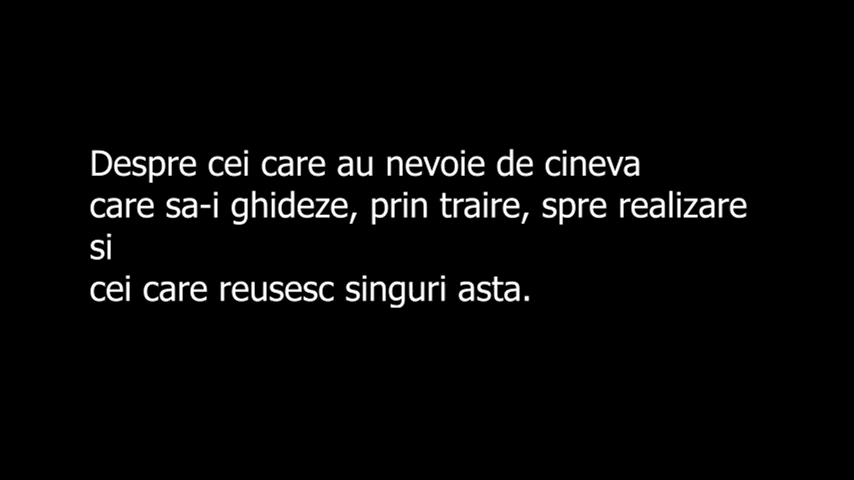 Despre cei care au nevoie de cineva
care sa-i ghideze, prin traire, spre realizare
si
cei care reusesc singuri asta.